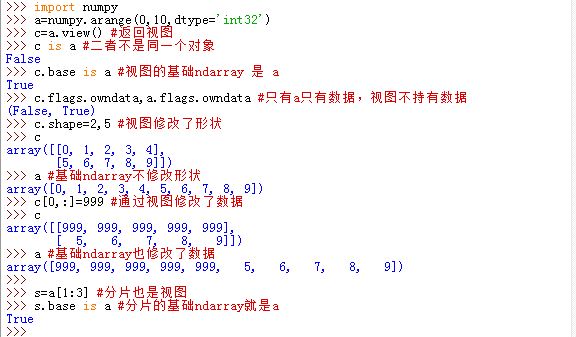 >>> import numpy
>>> a=numpy.arange(0,10,dtype='int32')
>>> c=a.view() #返回视图
>>> c is a #二者不是同一个对象
False
>>> c.base is a #视图的基础ndarray 是 a
True
>>> c.flags.owndata,a.flags.owndata #只有a只有数据，视图不持有数据
(False, True)
>>> c.shape=2,5 #视图修改了形状
>>> c
array([[0, 1, 2, 3, 4],
       [5, 6, 7, 8, 9]])
>>> a #基础ndarray不修改形状
array([0, 1, 2, 3, 4, 5, 6, 7, 8, 9])
>>> c[0,:]=999 #通过视图修改了数据
>>> c
array([[999, 999, 999, 999, 999],
       [  5,   6,   7,   8,   9]])
>>> a #基础ndarray也修改了数据
array([999, 999, 999, 999, 999,   5,   6,   7,   8,   9])
>>>
>>> s=a[1:3] #分片也是视图
>>> s.base is a #分片的基础ndarray就是a
True
>>>